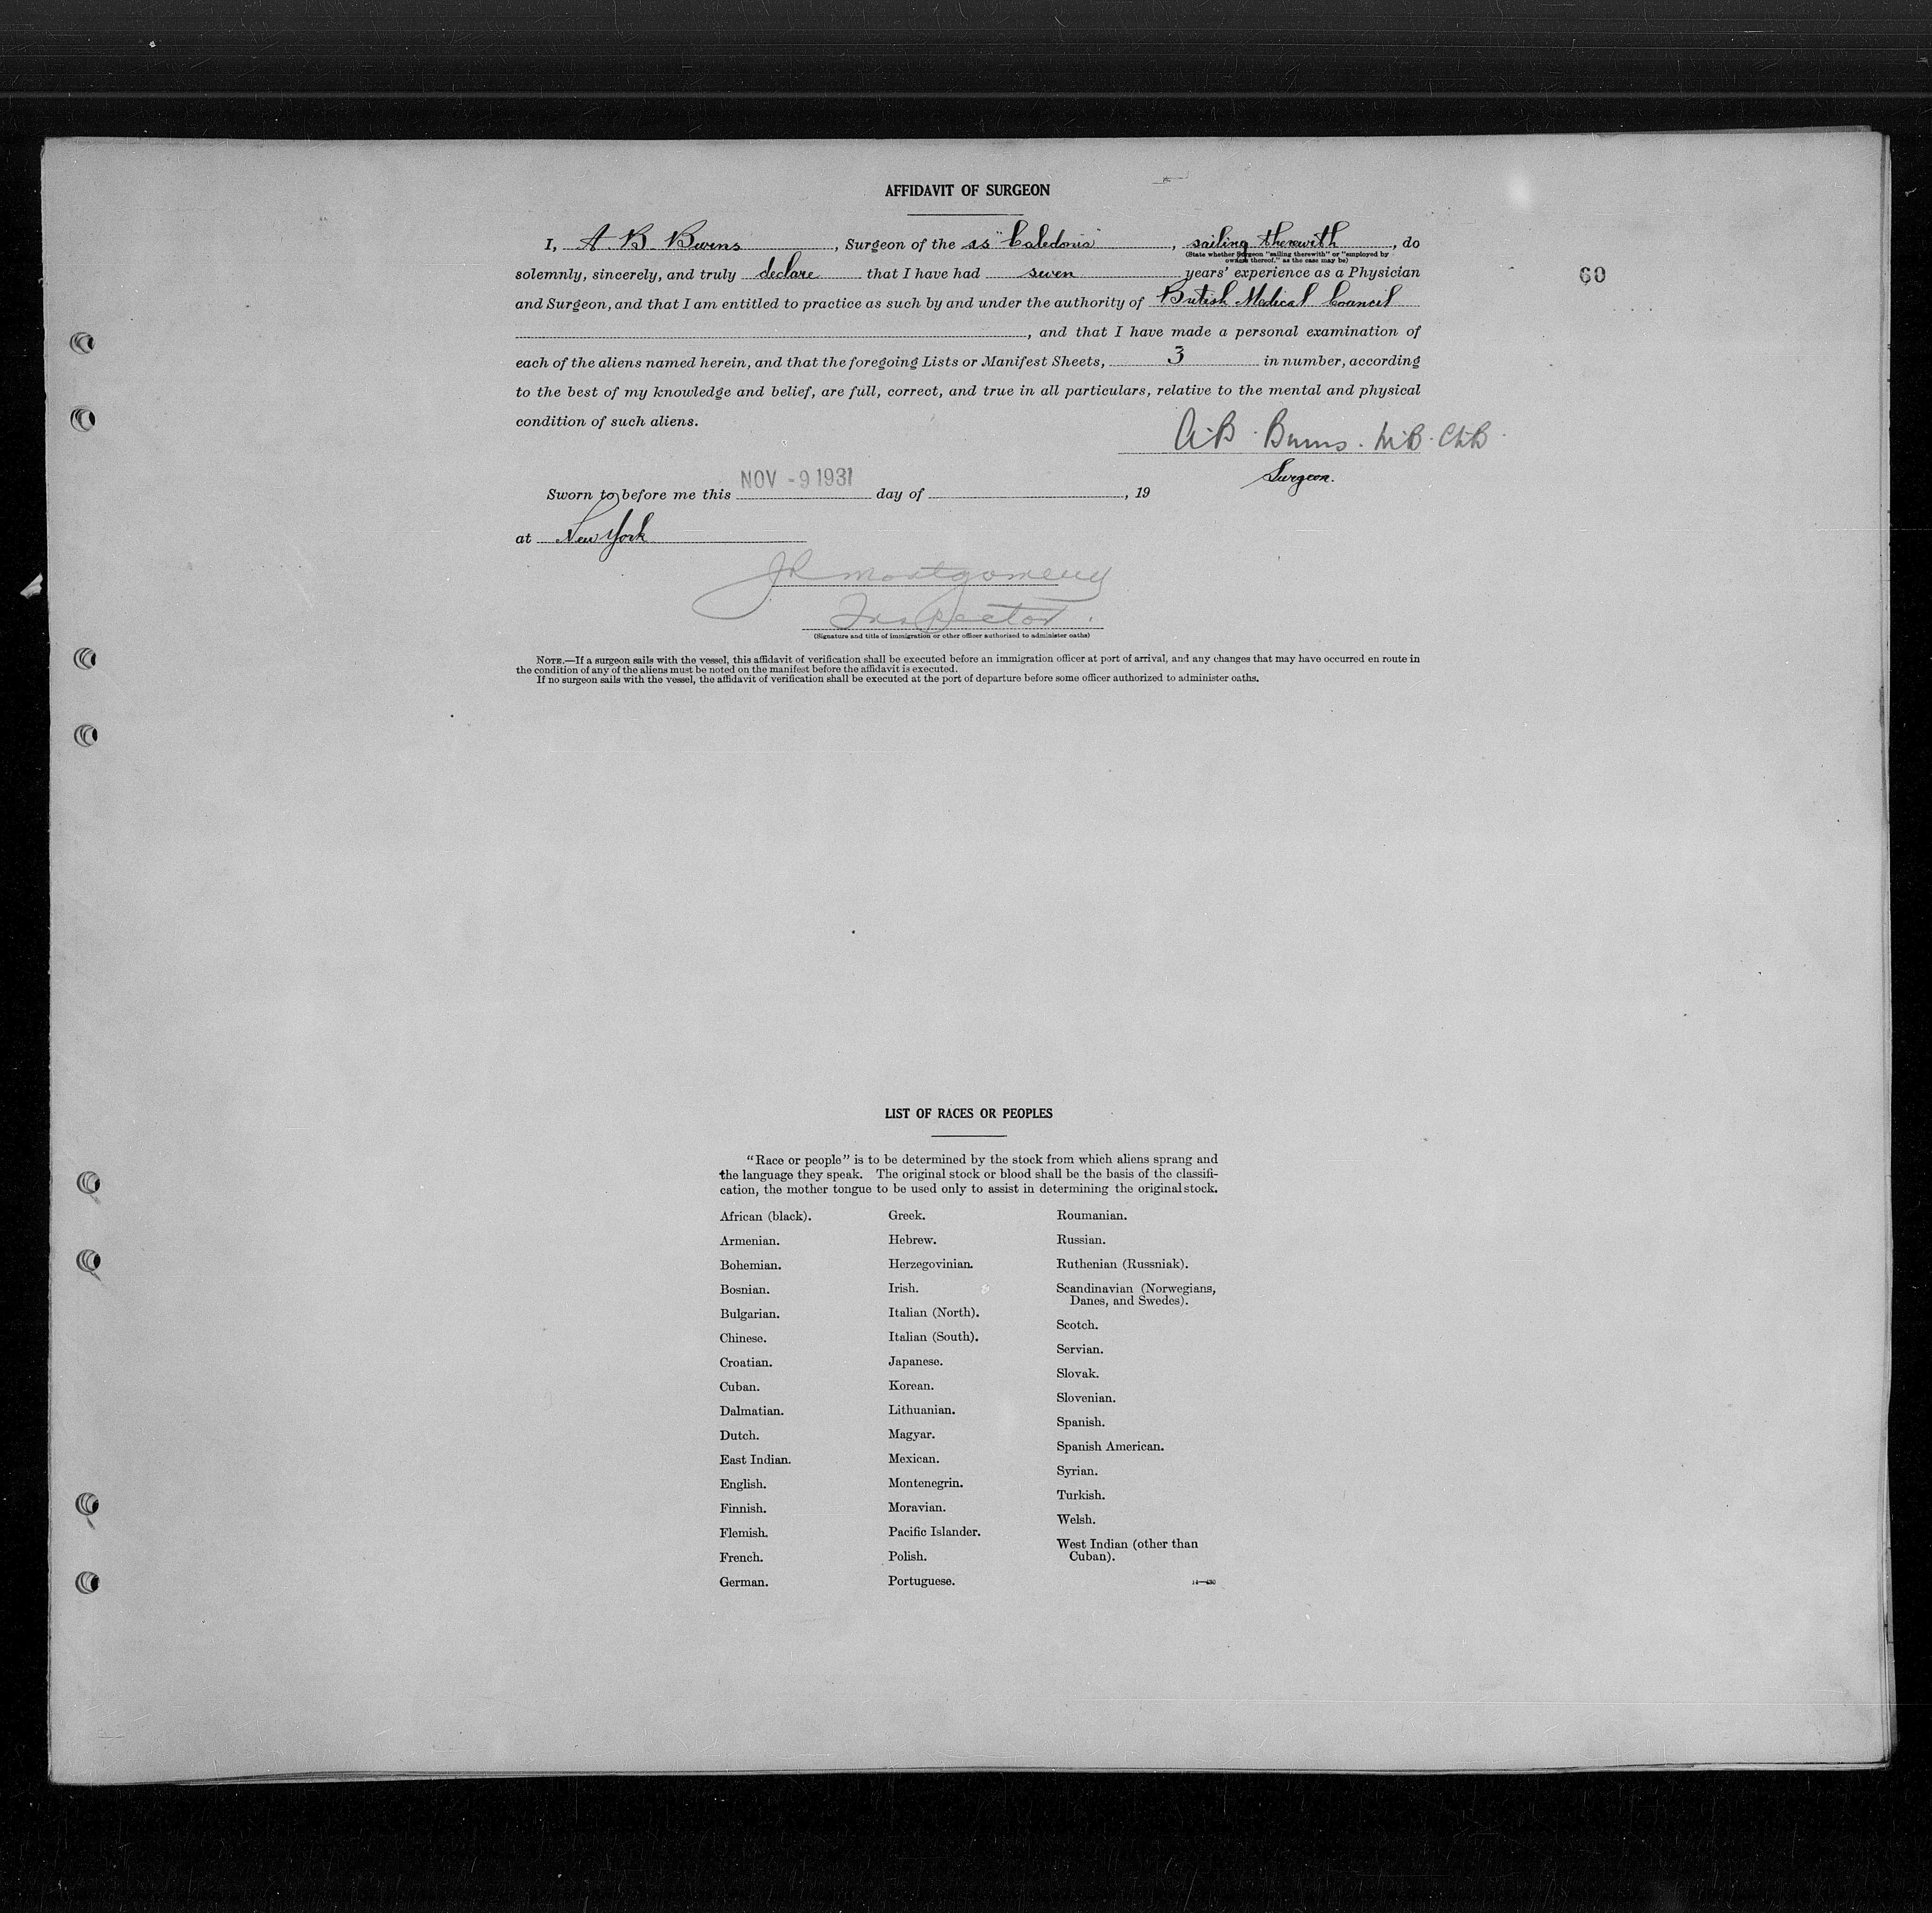 AFFIDAVIT OF SURGEON
I, A B Burns, Surgeon of the ss "Caledonia", sailing therewith, do
(State whether Surgeon "sailing therewith" or "employed by
owners thereof," as the case may be)
solemnly, sincerely, and truly declare that I have had seven years' experience as a Physician
60
and Surgeon, and that I am entitled to practice as such by and under the authority of British Medical Council
, and that I have made a personal examination of
each of the aliens named herein, and that the foregoing Lists or Manifest Sheets, 3 in number, according
to the best of my knowledge and belief, are full, correct, and true in all particulars, relative to the mental and physical
condition of such aliens.
A.B. Burns. M.B. Ch.B.
Surgeon.
NOV -9 1931
Sworn to before me this day of , 19
at New York
JR Montgomery
Inspector.
(Signature and title of immigration or other officer authorized to administer oaths)
NOTE.—If a surgeon sails with the vessel, this affidavit of verification shall be executed before an immigration officer at port of arrival, and any changes that may have occurred en route in
the condition of any of the aliens must be noted on the manifest before the affidavit is executed.
If no surgeon sails with the vessel, the affidavit of verification shall be executed at the port of departure before some officer authorized to administer oaths.
LIST OF RACES OR PEOPLES
"Race or people" is to be determined by the stock from which aliens sprang and
the language they speak. The original stock or blood shall be the basis of the classifi-
cation, the mother tongue to be used only to assist in determining the original stock.
African (black).
Armenian.
Bohemian.
Bosnian.
Bulgarian.
Chinese.
Croatian.
Cuban.
Dalmatian.
Dutch.
East Indian.
English.
Finnish.
Flemish.
French.
German.
Greek.
Hebrew.
Herzegovinian.
Irish.
Italian (North).
Italian (South).
Japanese.
Korean.
Lithuanian.
Magyar.
Mexican.
Montenegrin.
Moravian.
Pacific Islander.
Polish.
Portuguese.
Roumanian.
Russian.
Ruthenian (Russniak).
Scandinavian (Norwegians,
Danes, and Swedes).
Scotch.
Servian.
Slovak.
Slovenian.
Spanish.
Spanish American.
Syrian.
Turkish.
Welsh.
West Indian (other than
Cuban).